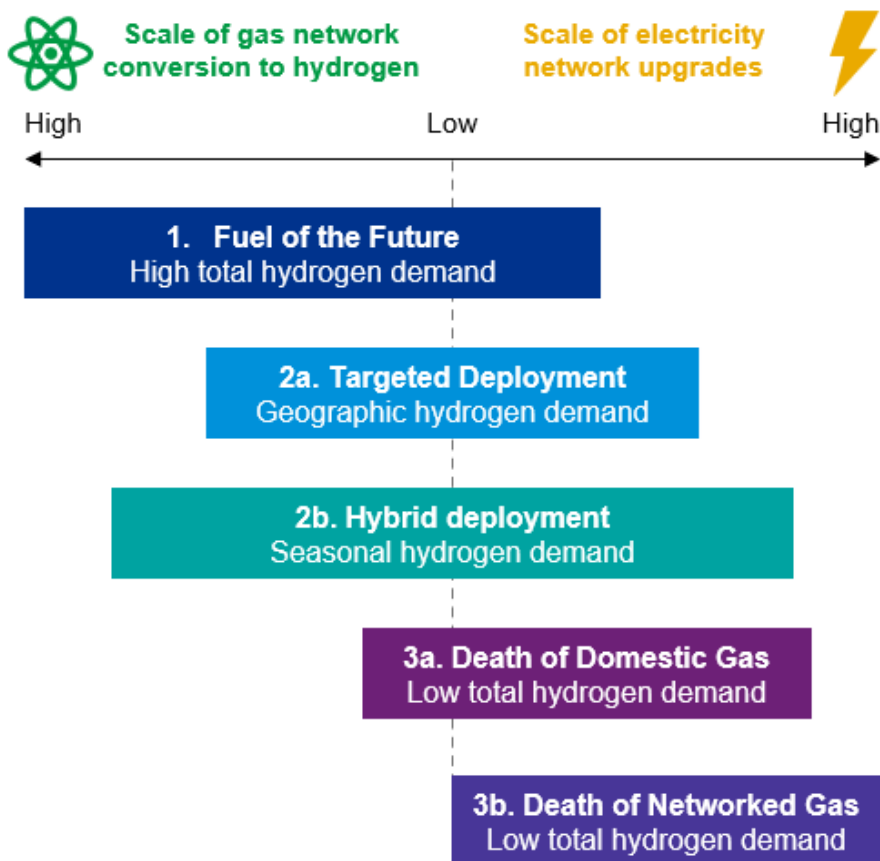 Scale of gas network
conversion to hydrogen
Scale of electricity
network upgrades
High
Low
High
1. Fuel of the Future
High total hydrogen demand
2a. Targeted Deployment
Geographic hydrogen demand
2b. Hybrid deployment
Seasonal hydrogen demand
3a. Death of Domestic Gas
Low total hydrogen demand
3b. Death of Networked Gas
Low total hydrogen demand